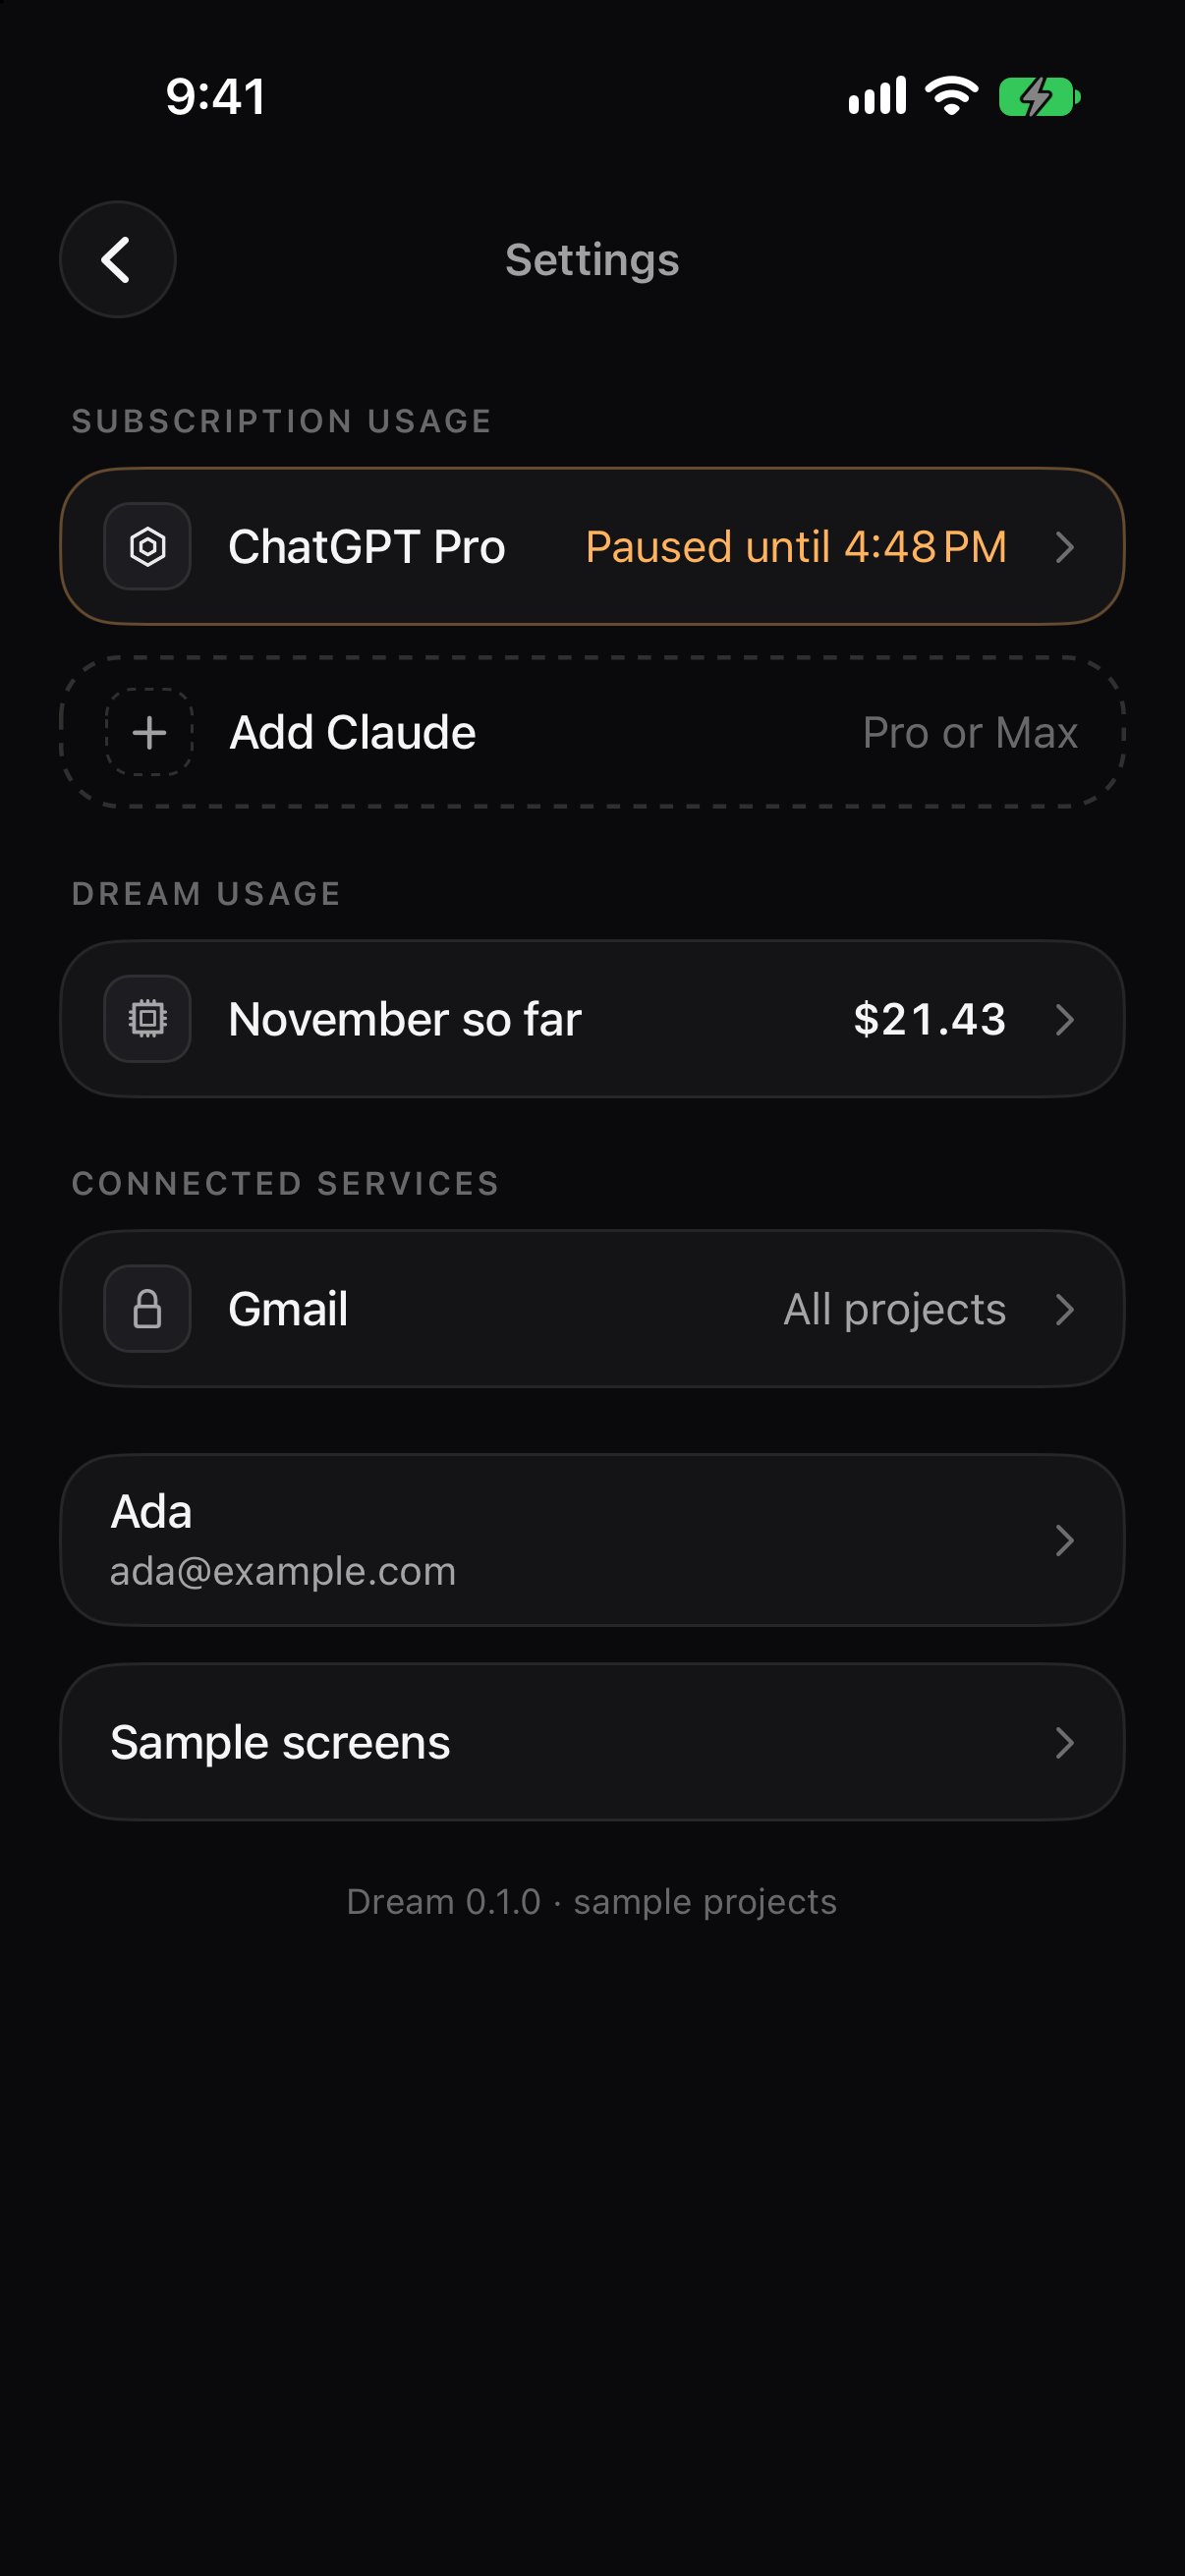 9:41
Settings
SUBSCRIPTION USAGE
ChatGPT Pro Paused until 4:48 PM
Add Claude Pro or Max
DREAM USAGE
November so far $21.43
CONNECTED SERVICES
Gmail All projects
Ada
ada@example.com
Sample screens
Dream 0.1.0 · sample projects